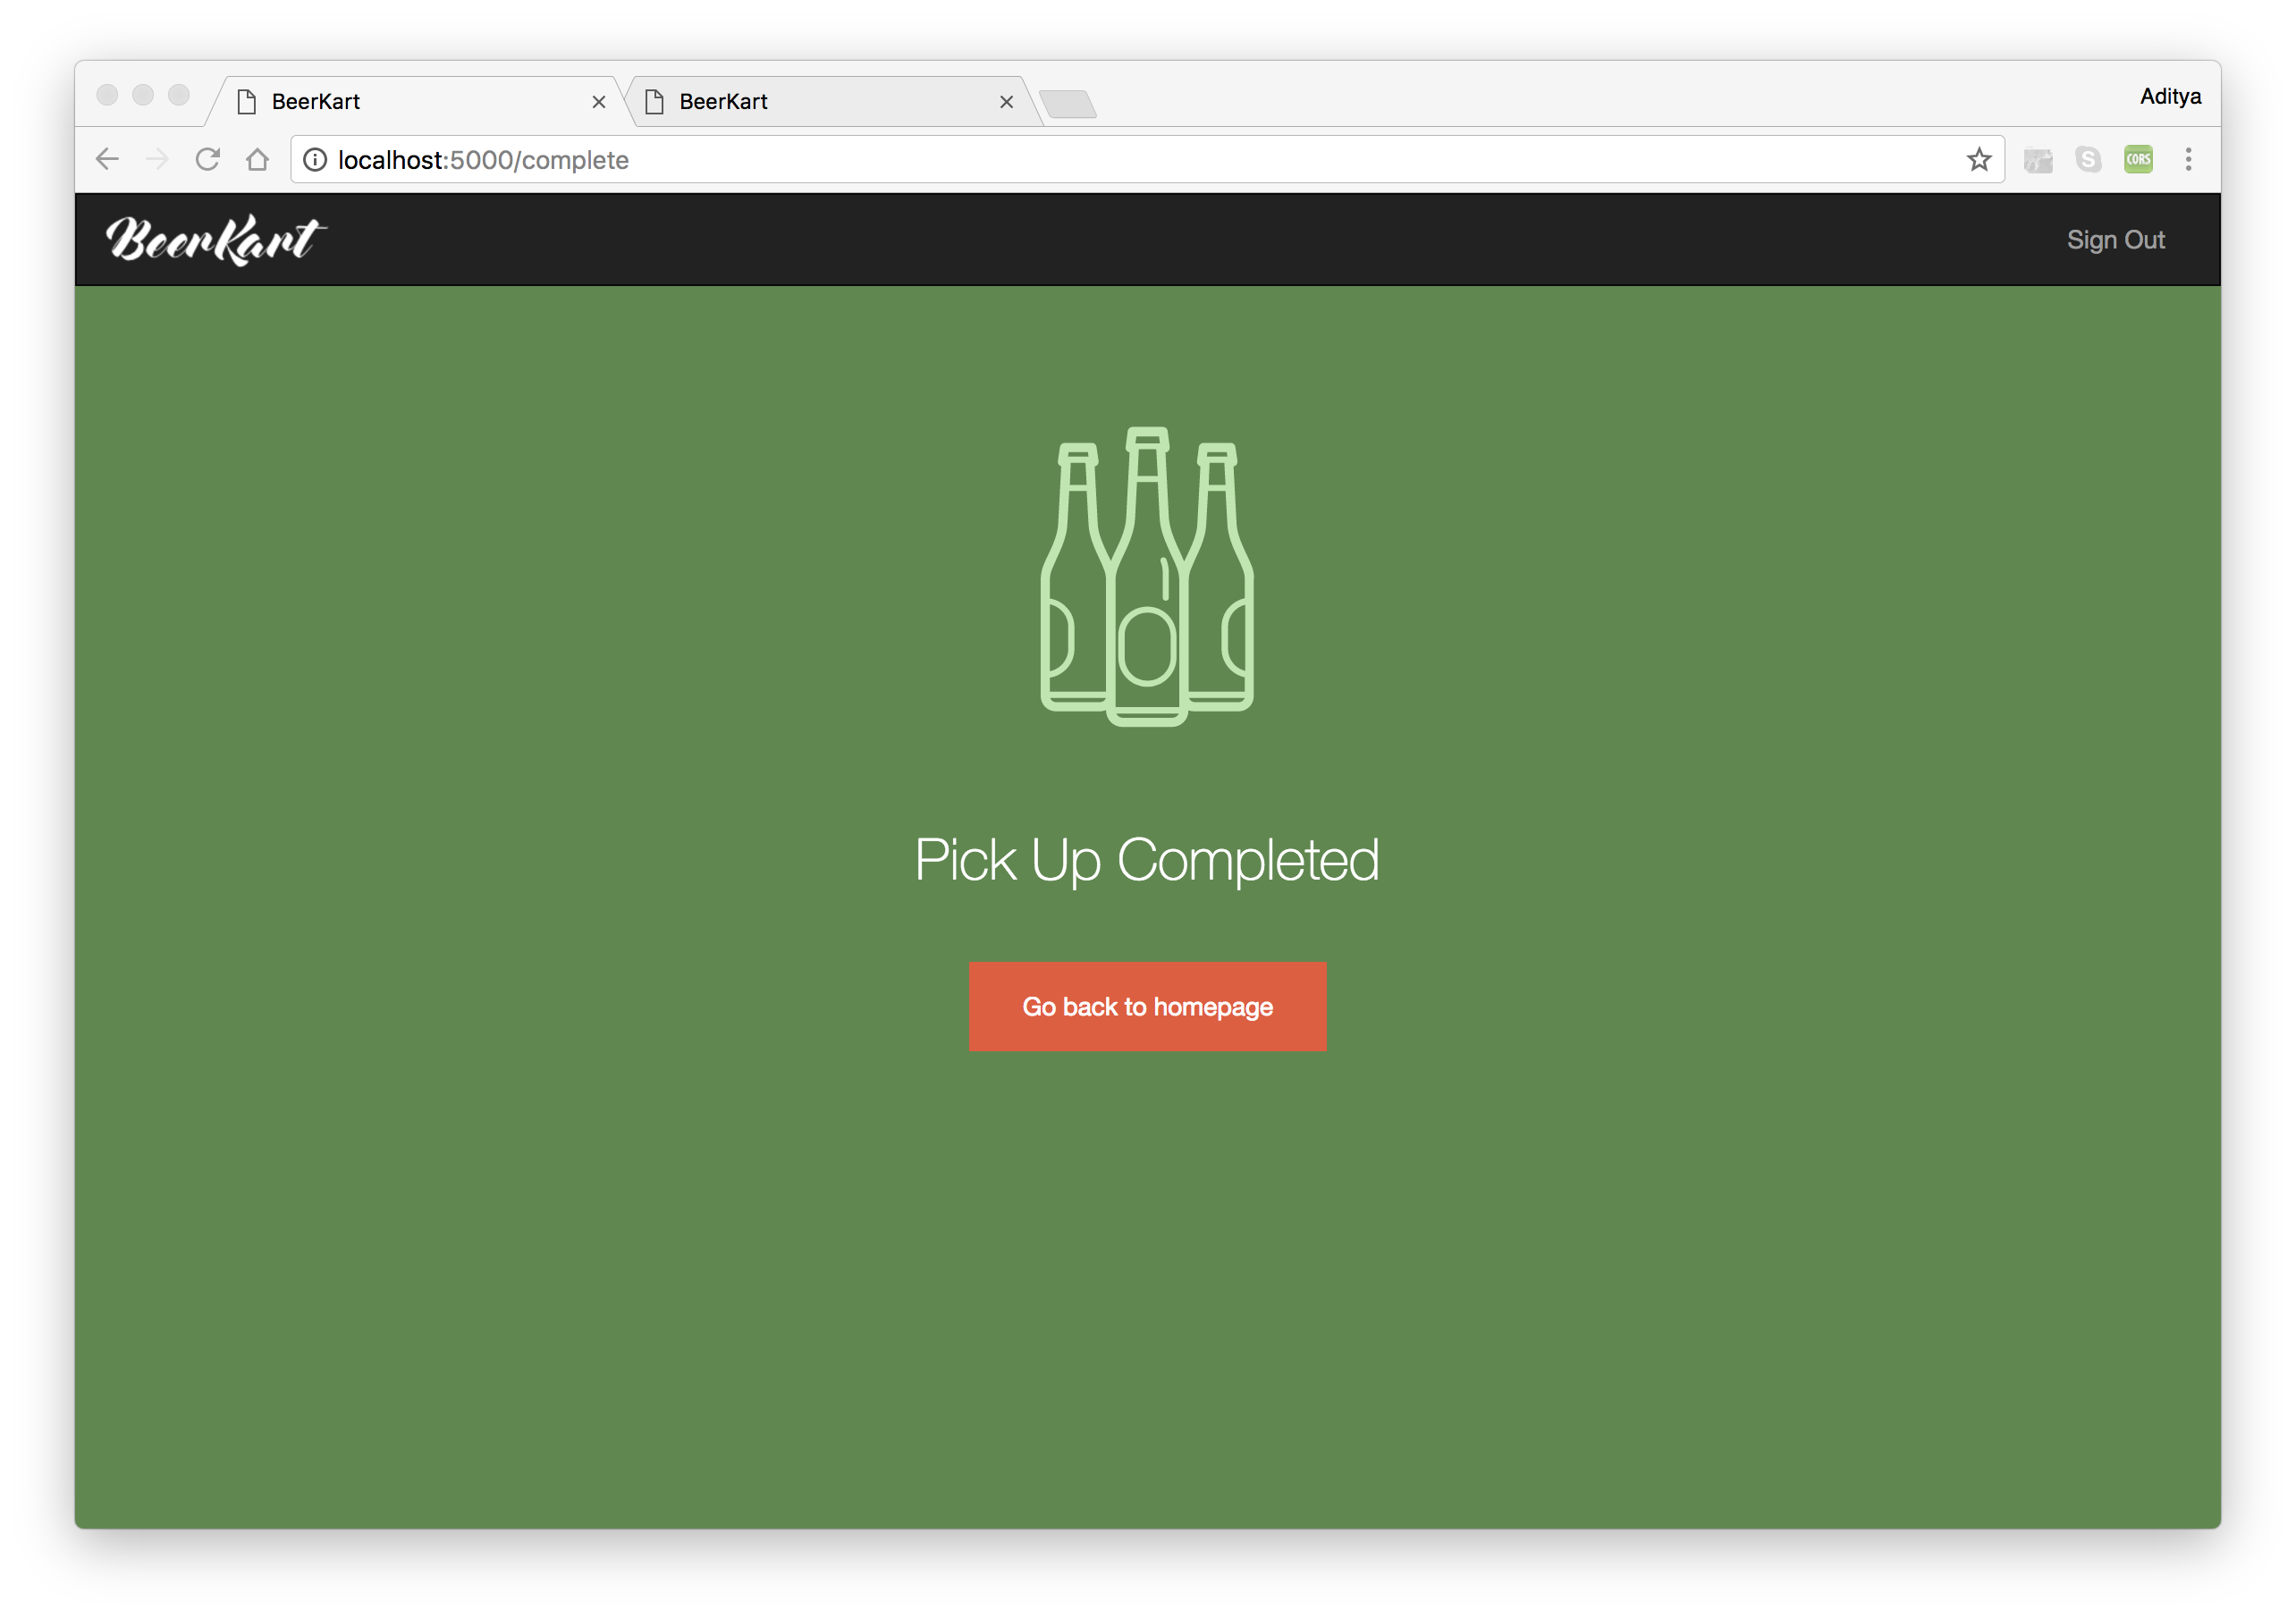 BeerKart
BeerKart
Aditya
localhost:5000/complete
S
CORS
BeerKart
Sign Out
Pick Up Completed
Go back to homepage